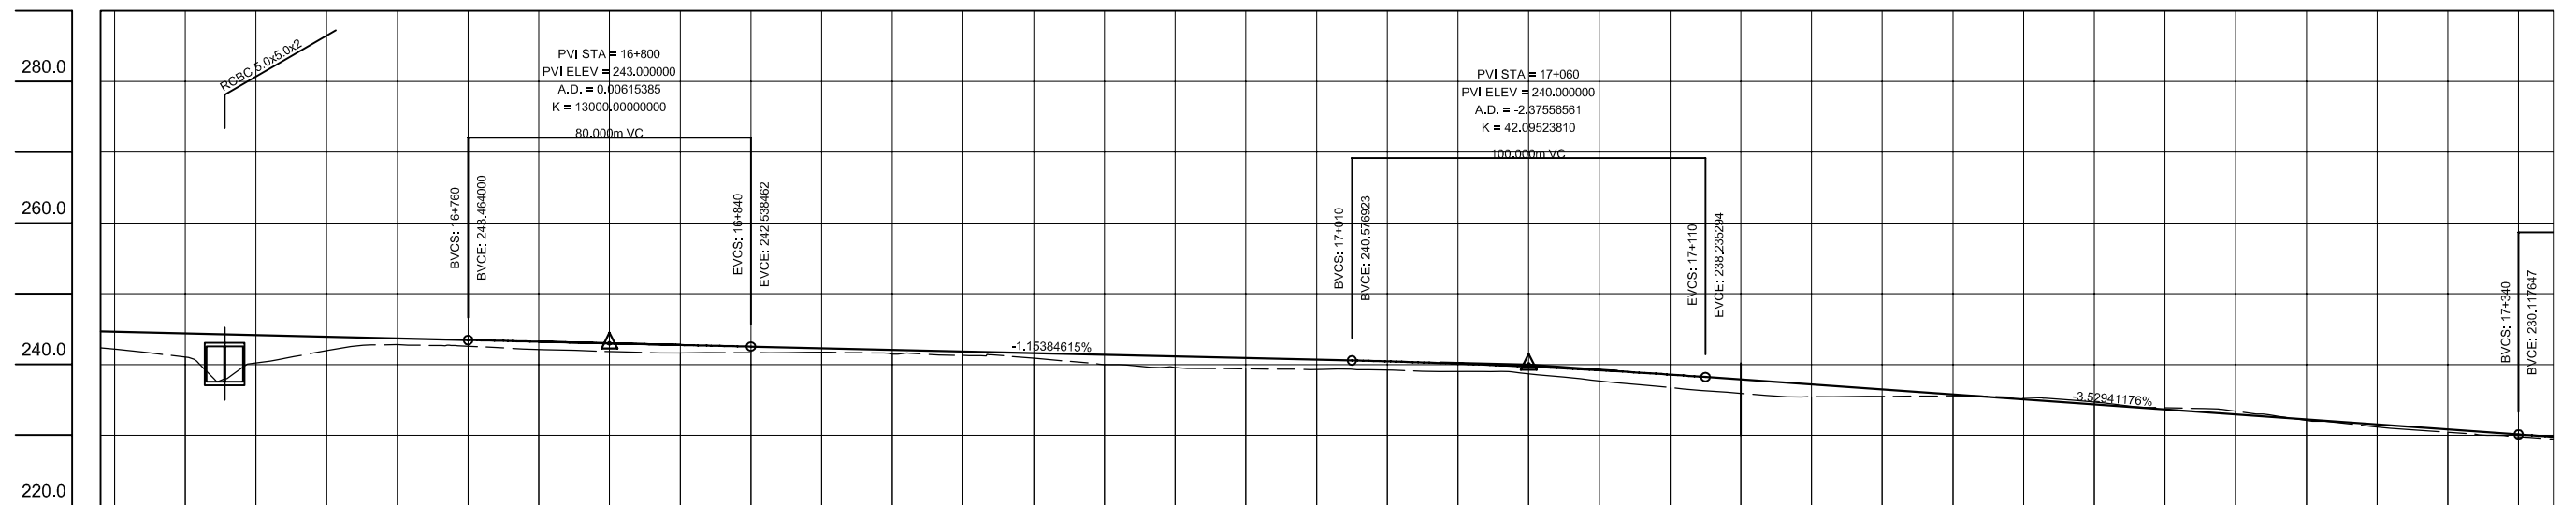 RCBC 5.0x5.0x2
PVI STA = 16+800
PVI ELEV = 243.000000
A.D. = 0.00615385
K = 13000.00000000
80.000m VC
PVI STA = 17+060
PVI ELEV = 240.000000
A.D. = -2.37556561
K = 42.09523810
100.000m VC
280.0
260.0
240.0
220.0
BVCS: 16+760
BVCE: 243.464000
EVCS: 16+840
EVCE: 242.538462
BVCS: 17+010
BVCE: 240.576923
EVCS: 17+110
EVCE: 238.235294
BVCS: 17+340
BVCE: 230.117647
-1.15384615%
-3.52941176%